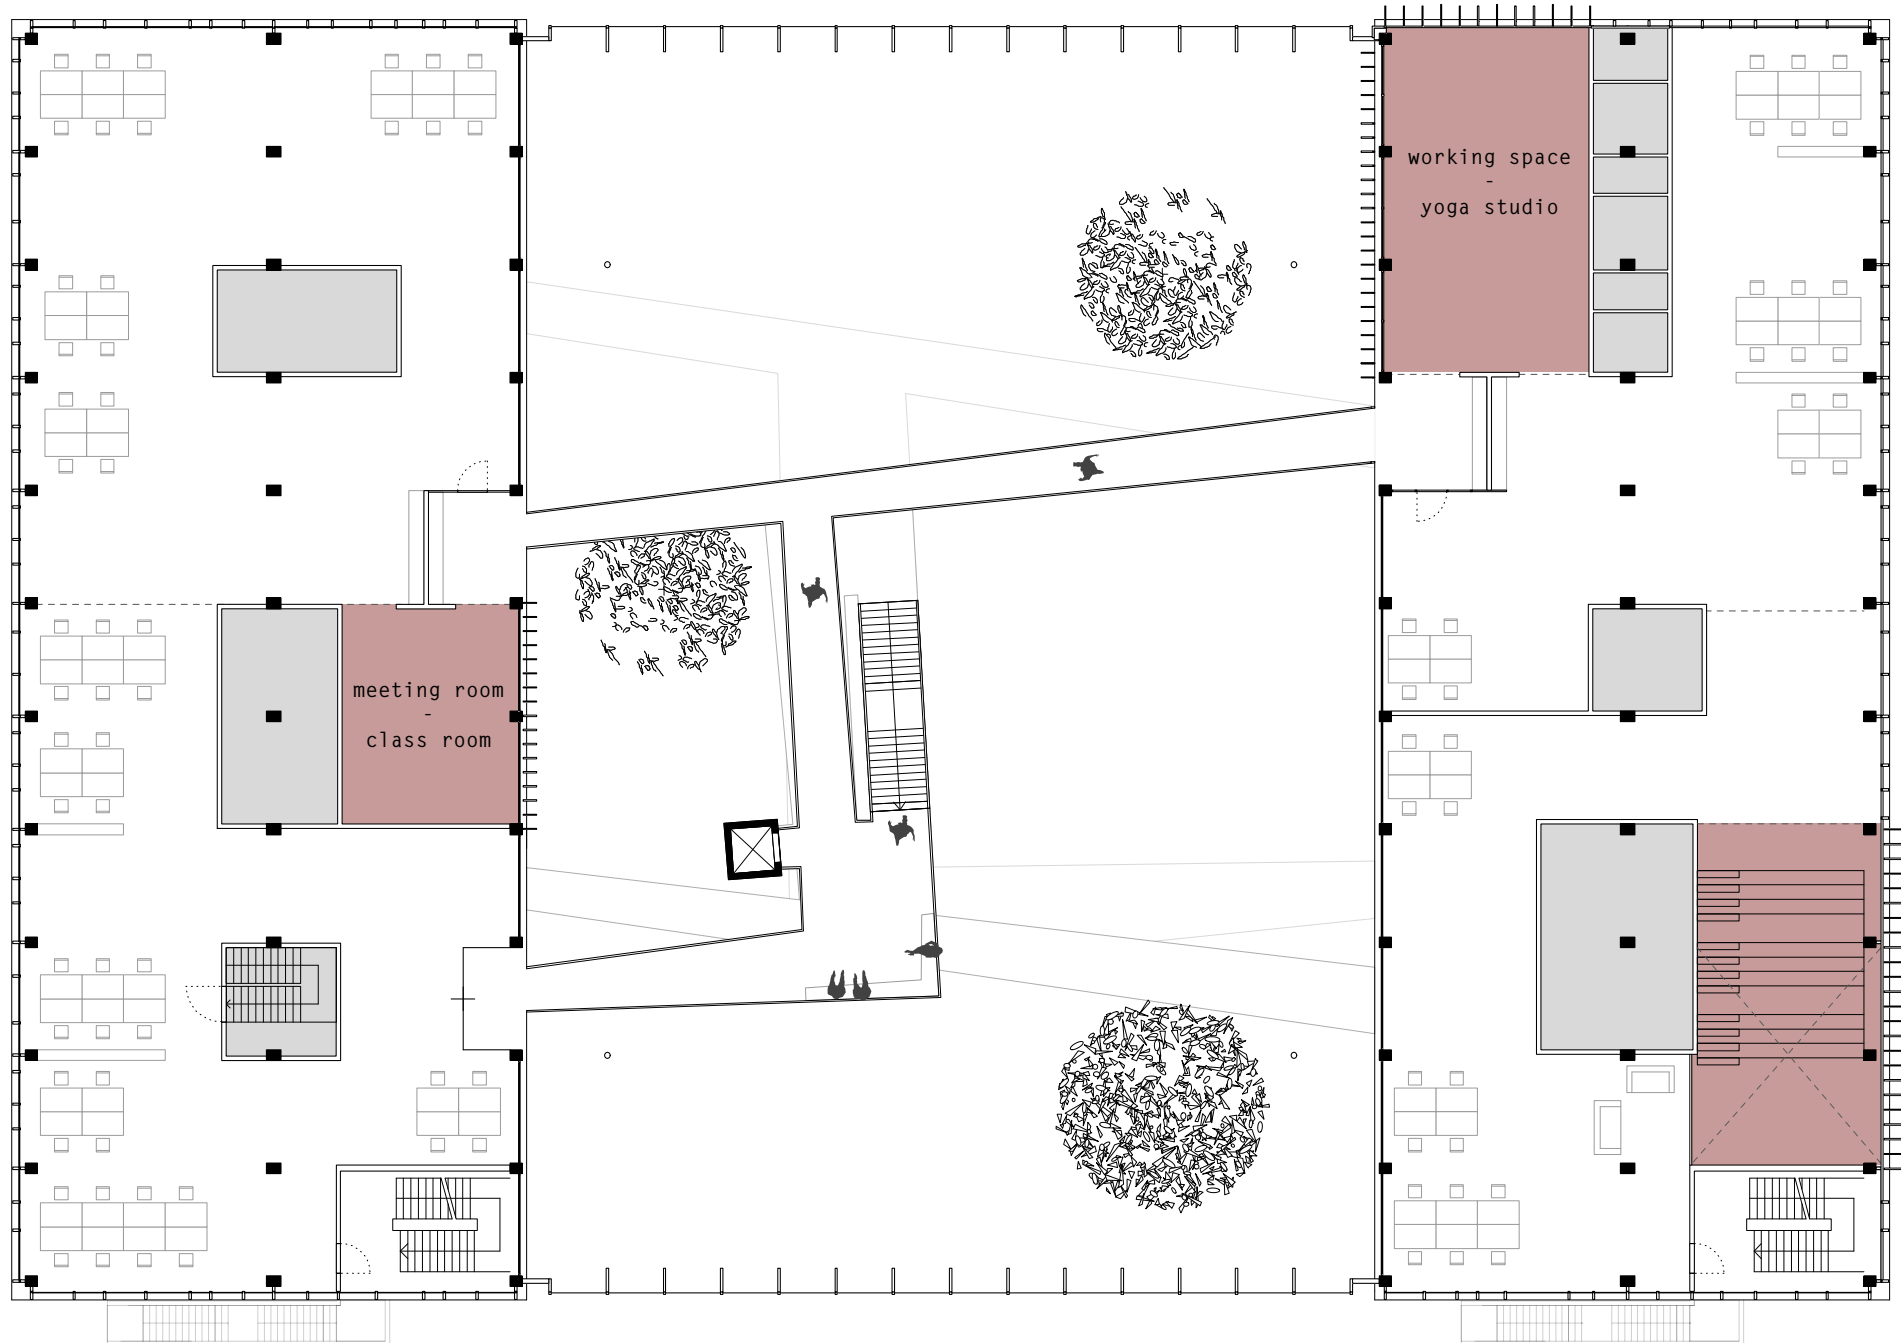 working space
-
yoga studio
meeting room
-
class room